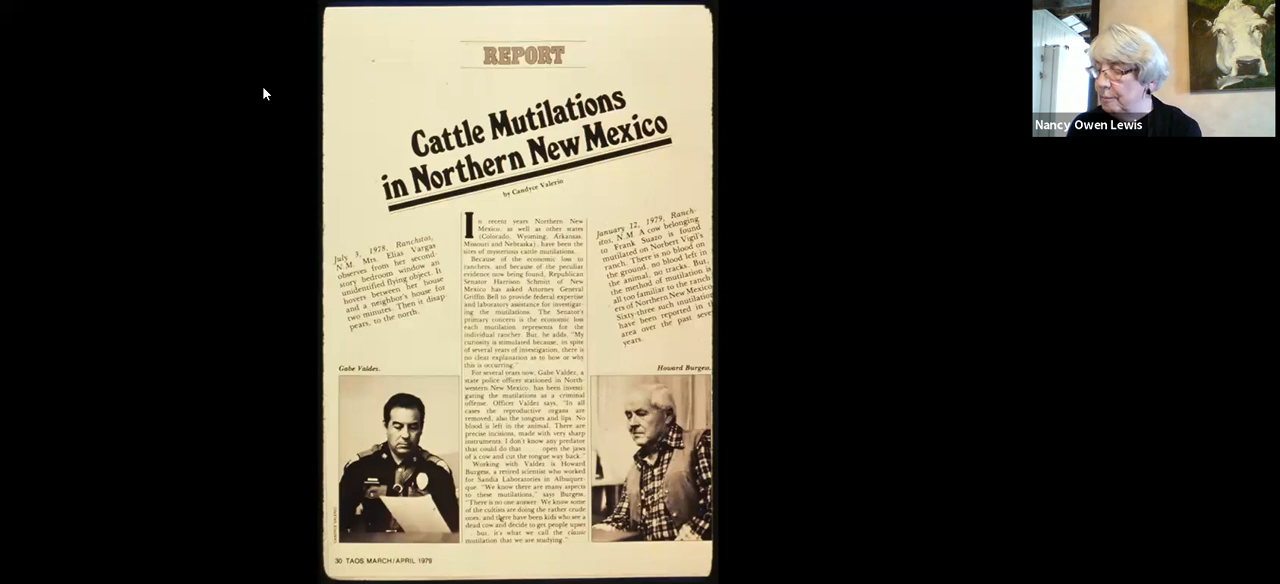 REPORT
Cattle Mutilations
in Northern New Mexico
by Candyce Valerio
July 3, 1978, Ranchitos,
N.M. Mrs. Elias Vargas
observes from her second-
story bedroom window an
unidentified flying object. It
hovers between her house
and a neighbor's house for
two minutes. Then it disap-
pears, to the north.
Gabe Valdez.
In recent years Northern New
Mexico, as well as other states
(Colorado, Wyoming, Arkansas,
Missouri and Nebraska), have been the
sites of mysterious cattle mutilations.
Because of the economic loss to
ranchers, and because of the peculiar
evidence now being found, Republican
Senator Harrison Schmitt of New
Mexico has asked Attorney General
Griffin Bell to provide federal expertise
and laboratory assistance for investigat-
ing the mutilations. The Senator's
primary concern is the economic loss
each mutilation represents for the
individual rancher. But, he adds, "My
curiosity is stimulated because, in spite
of several years of investigation, there is
no clear explanation as to how or why
this is occurring."
For several years now, Gabe Valdez, a
state police officer stationed in North-
western New Mexico, has been investi-
gating the mutilations as a criminal
offense. Officer Valdez says, "In all
cases the reproductive organs are
removed, also the tongues and lips. No
blood is left in the animal. There are
precise incisions, made with very sharp
instruments. I don't know any predator
that could do that open the jaws
of a cow and cut the tongue way back."
Working with Valdez is Howard
Burgess, a retired scientist who worked
for Sandia Laboratories in Albuquer-
que. "We know there are many aspects
to these mutilations," says Burgess.
"There is no one answer. We know some
of the cultists are doing the rather crude
ones, and there have been kids who see a
dead cow and decide to get people upset
but, it's what we call the classic
mutilation that we are studying."
January 12, 1979, Ranch-
itos, N.M. A cow belonging
to Frank Suazo is found
mutilated on Norbert Vigil's
ranch. There is no blood on
the ground, no blood left in
the animal, no tracks. But,
the method of mutilation is
all too familiar to the ranch
ers of Northern New Mexico
Sixty-three such mutilation
have been reported in
area over the past
years.
Howard Burgess.
30 TAOS MARCH/APRIL 1979
Nancy Owen Lewis